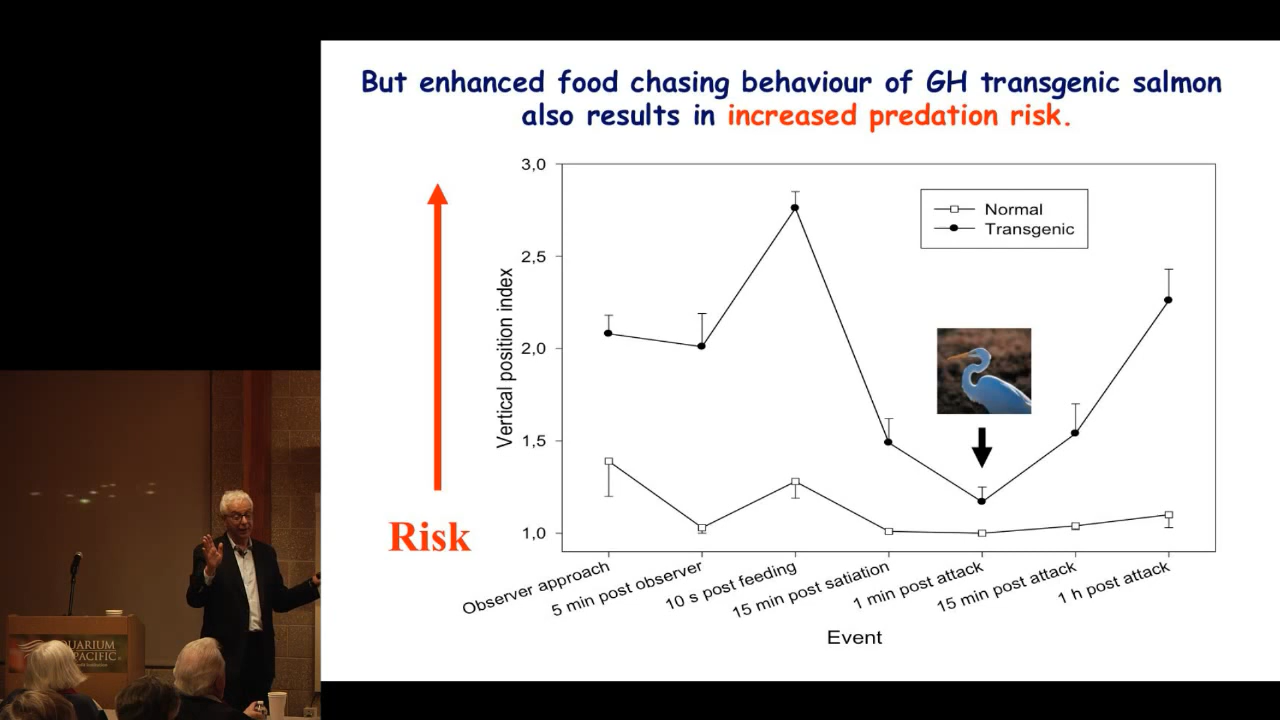 But enhanced food chasing behaviour of GH transgenic salmon
also results in increased predation risk.
Risk
Vertical position index
3,0
2,5
2,0
1,5
1,0
Normal
Transgenic
Observer approach
5 min post observer
10 s post feeding
15 min post satiation
1 min post attack
15 min post attack
1 h post attack
Event
QUARIUM
PACIFIC